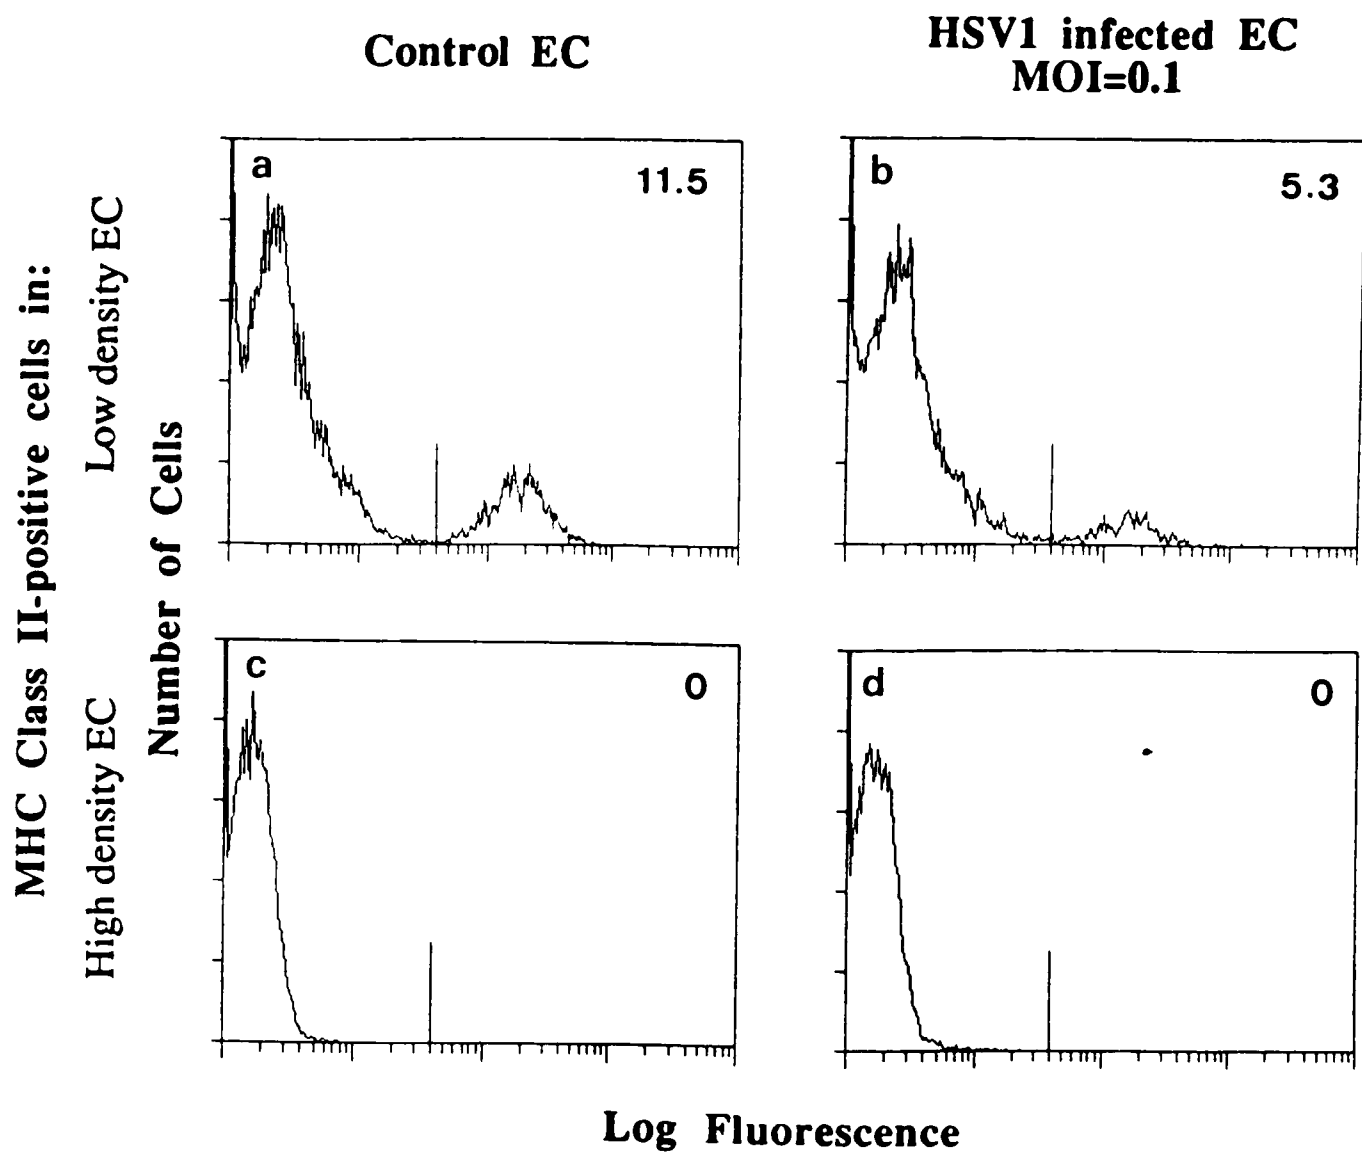 Control EC
HSV1 infected EC
MOI=0.1
MHC Class II-positive cells in:
Low density EC
High density EC
Number of Cells
a
11.5
b
5.3
c
0
d
0
Log Fluorescence